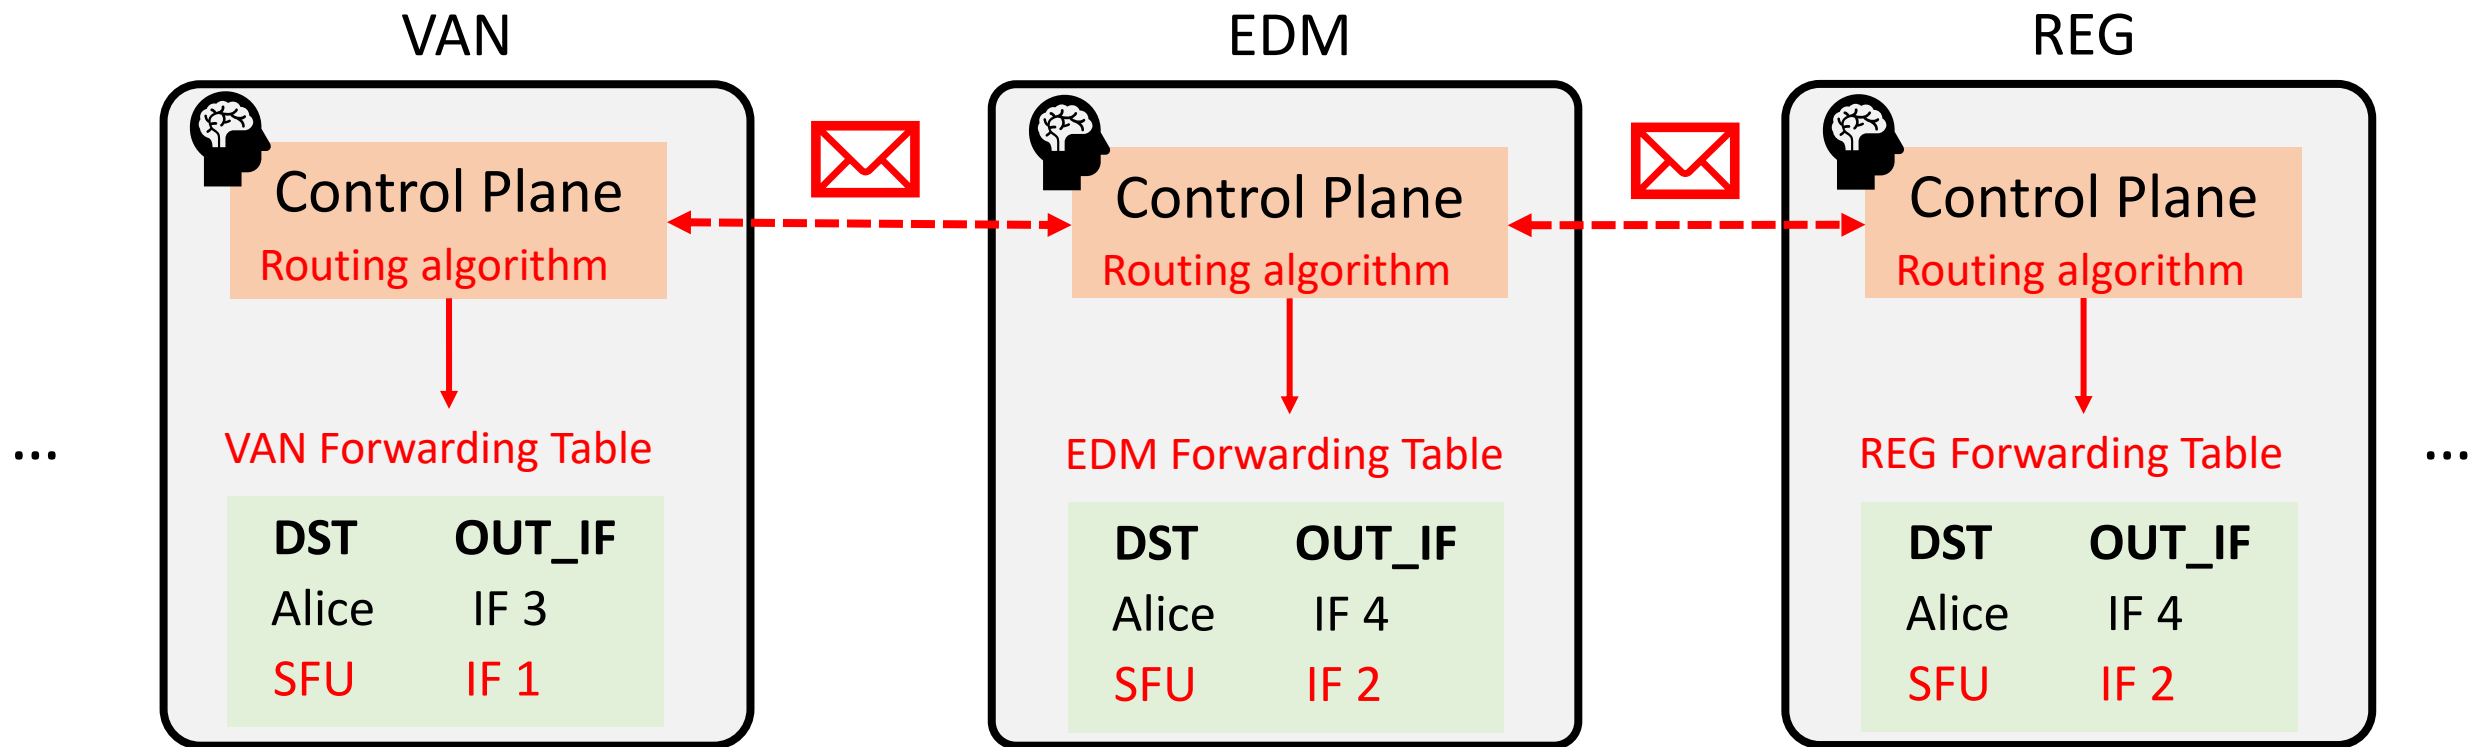 VAN EDM REG
Control Plane Control Plane Control Plane
Routing algorithm Routing algorithm Routing algorithm
... VAN Forwarding Table EDM Forwarding Table REG Forwarding Table ...
DST OUT_IF DST OUT_IF DST OUT_IF
Alice IF 3 Alice IF 4 Alice IF 4
SFU IF 1 SFU IF 2 SFU IF 2